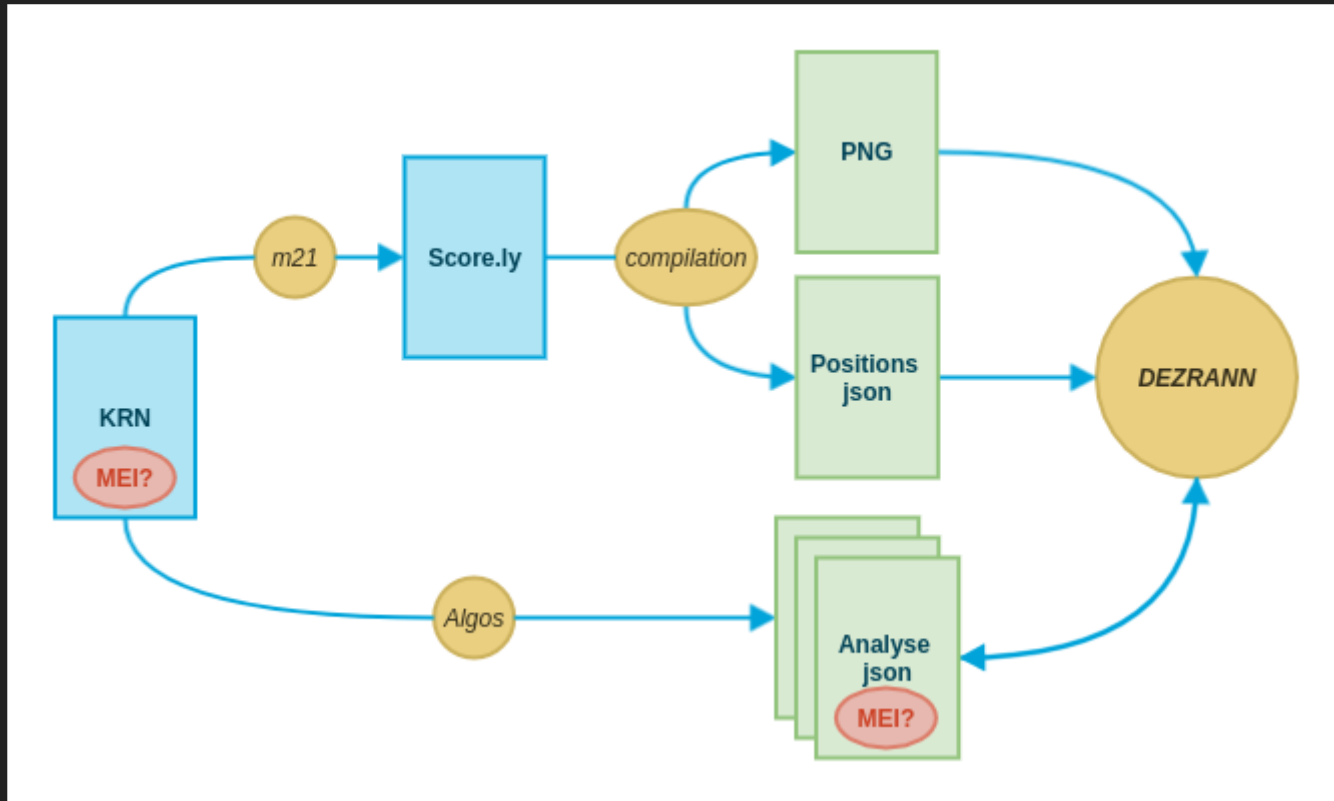 PNG
m21
Score.ly
compilation
Positions
json
DEZRANN
KRN
MEI?
Algos
Analyse
json
MEI?